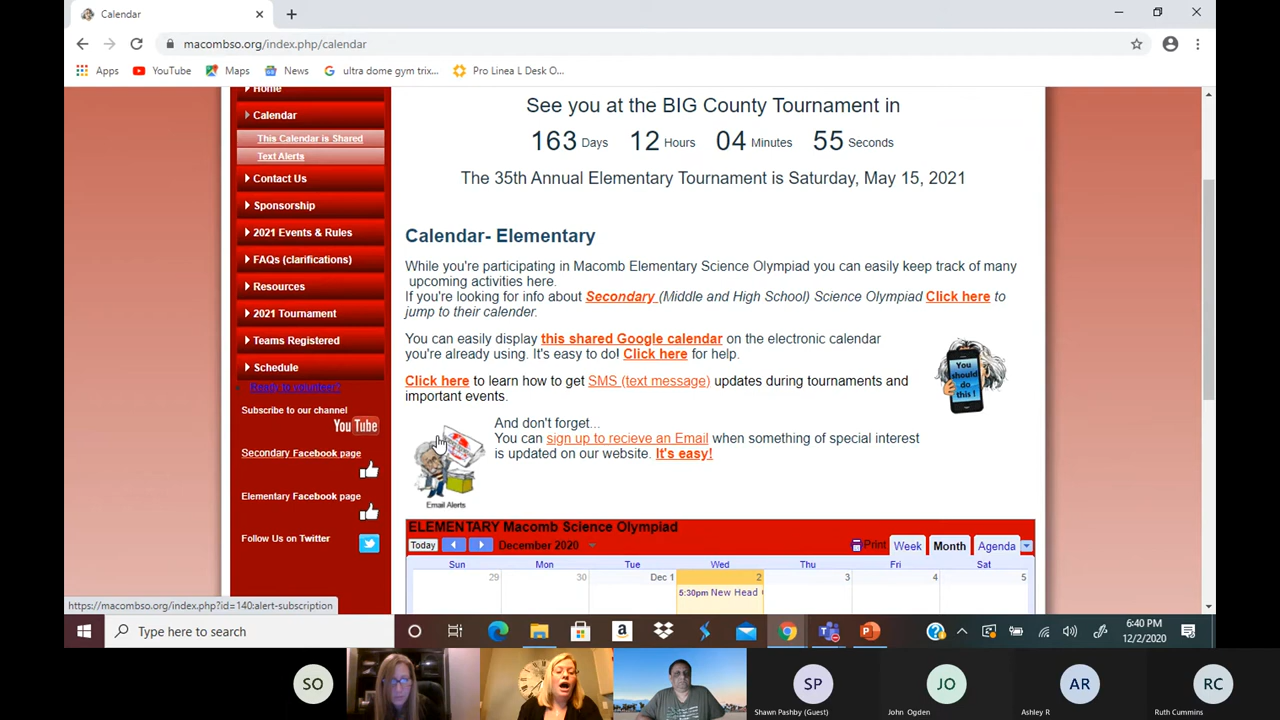 Calendar
macombso.org/index.php/calendar
Apps YouTube Maps News ultra dome gym trix... Pro Linea L Desk O...
Home
Calendar
This Calendar is Shared
Text Alerts
Contact Us
Sponsorship
2021 Events & Rules
FAQs (clarifications)
Resources
2021 Tournament
Teams Registered
Schedule
Ready to volunteer?
Subscribe to our channel
YouTube
Secondary Facebook page
Elementary Facebook page
Follow Us on Twitter
See you at the BIG County Tournament in
163 Days 12 Hours 04 Minutes 55 Seconds
The 35th Annual Elementary Tournament is Saturday, May 15, 2021
Calendar- Elementary
While you're participating in Macomb Elementary Science Olympiad you can easily keep track of many
upcoming activities here.
If you're looking for info about Secondary (Middle and High School) Science Olympiad Click here to
jump to their calendar.
You can easily display this shared Google calendar on the electronic calendar
you're already using. It's easy to do! Click here for help.
You
should
do
this!
Click here to learn how to get SMS (text message) updates during tournaments and
important events.
And don't forget...
You can sign up to recieve an Email when something of special interest
is updated on our website. It's easy!
Email Alerts
ELEMENTARY Macomb Science Olympiad
Today December 2020 Print Week Month Agenda
Sun Mon Tue Wed Thu Fri Sat
29 30 Dec 1 2 3 4 5
5:30pm New Head
https://macombso.org/index.php?id=140:alert-subscription
Type here to search
6:40 PM
12/2/2020
SO SP JO AR RC
Shawn Pashby (Guest) John Ogden Ashley R Ruth Cummins